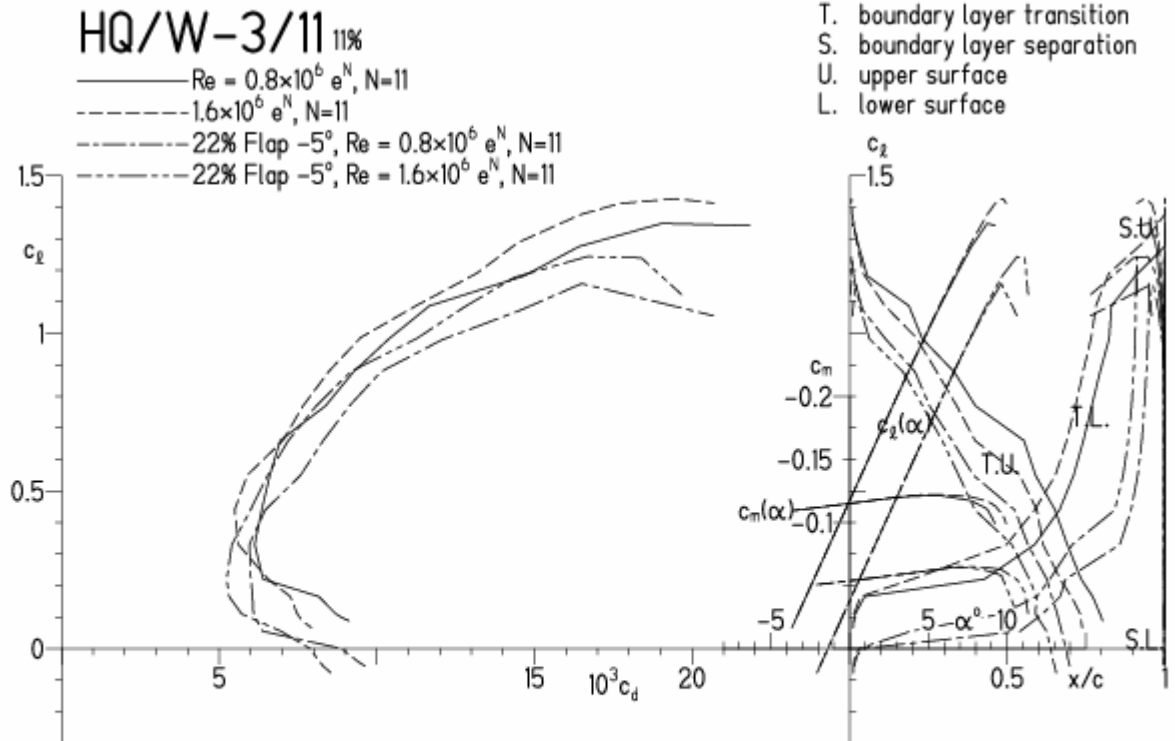 HQ/W-3/11 11%
Re = 0.8×10⁶ eᴺ, N=11
1.6×10⁶ eᴺ, N=11
22% Flap -5°, Re = 0.8×10⁶ eᴺ, N=11
22% Flap -5°, Re = 1.6×10⁶ eᴺ, N=11
T. boundary layer transition
S. boundary layer separation
U. upper surface
L. lower surface
1.5
cℓ
1
0.5
0
5
15
10³c_d
20
cℓ
1.5
S.U.
c_m
-0.2
cℓ(α)
T.L.
-0.15
T.U.
c_m(α)
-0.1
-5
5
α°
10
S.L.
0.5
x/c
1